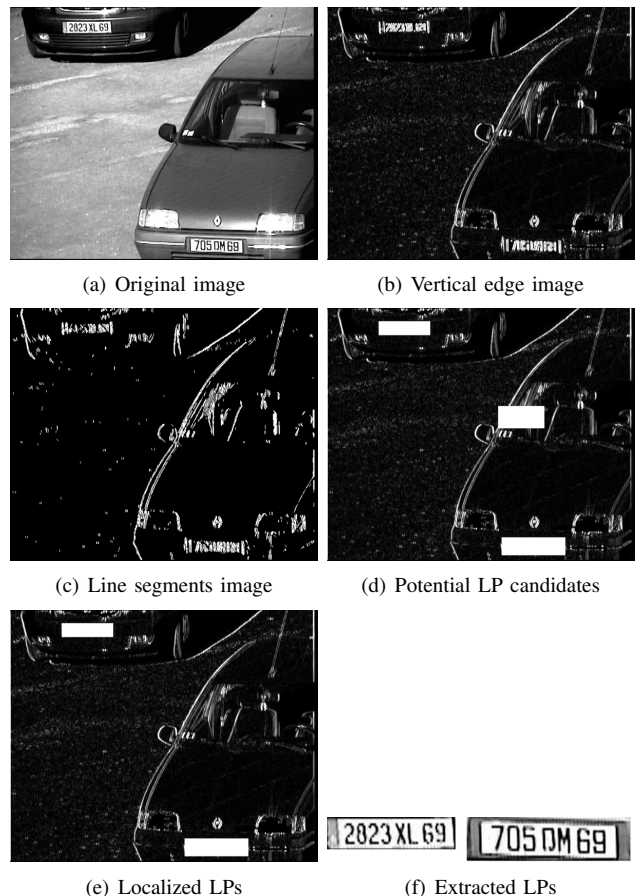 2823 XL 69
705 DM 69
(a) Original image
(b) Vertical edge image
(c) Line segments image
(d) Potential LP candidates
2823 XL 69
705 DM 69
(e) Localized LPs
(f) Extracted LPs